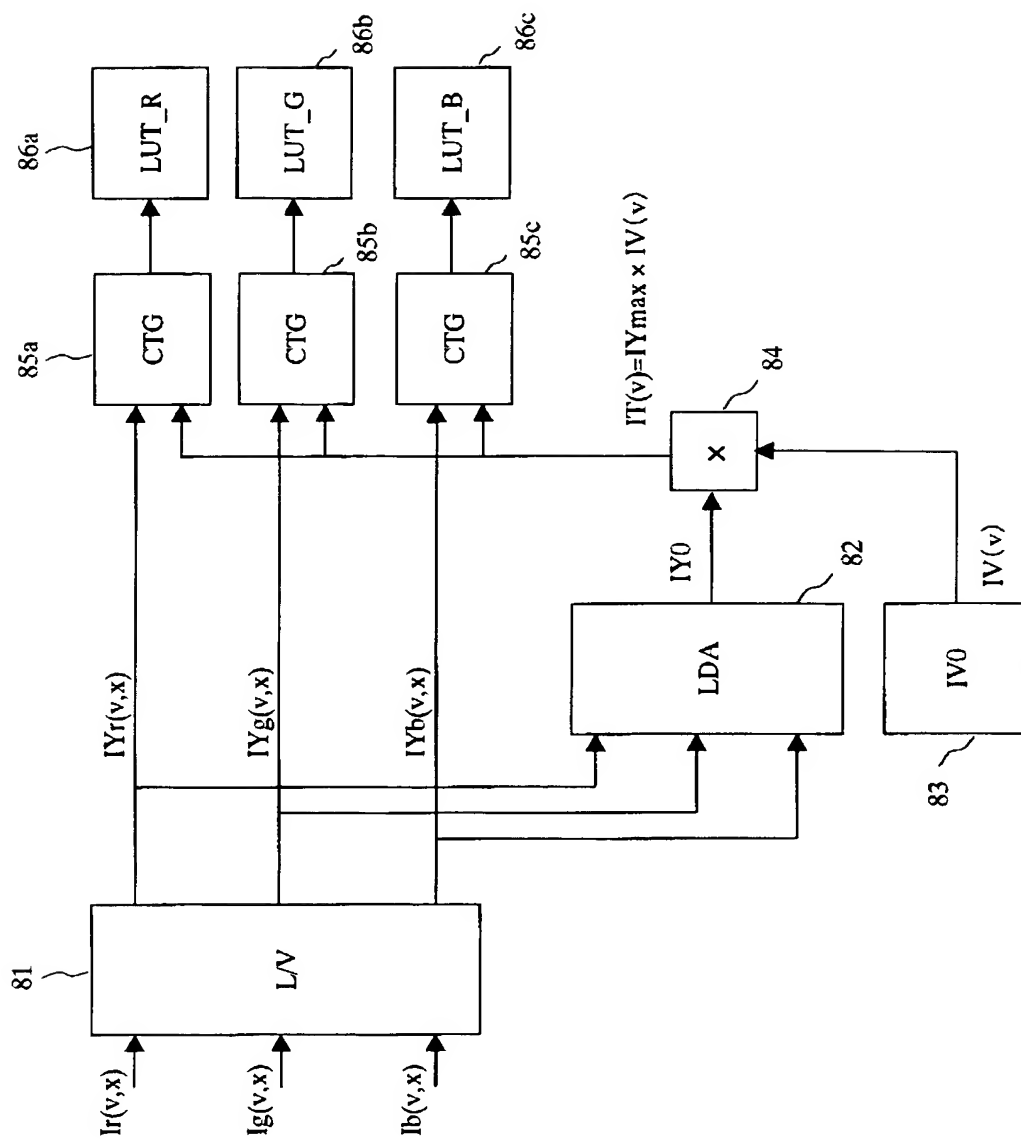 Ir(v,x)
Ig(v,x)
Ib(v,x)
81
L/V
IYr(v,x)
IYg(v,x)
IYb(v,x)
85a
CTG
86a
LUT_R
CTG
85b
LUT_G
86b
CTG
85c
LUT_B
86c
LDA
82
IY0
84
×
IT(v)=IYmax × IV(v)
83
IV0
IV(v)